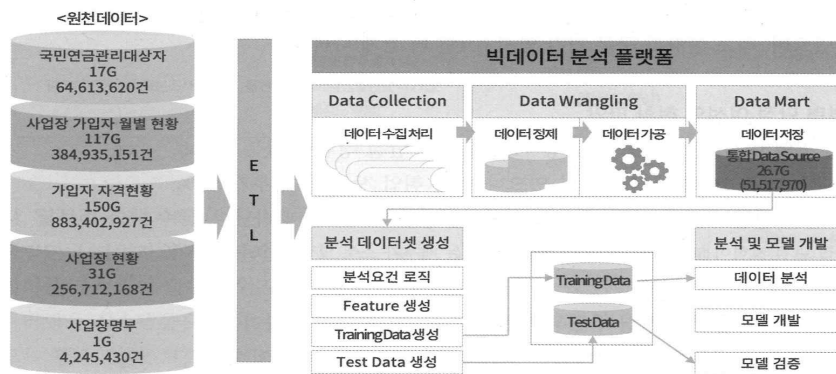 <원천데이터>
국민연금관리대상자
17G
64,613,620건
사업장 가입자 월별 현황
117G
384,935,151건
가입자 자격현황
150G
883,402,927건
사업장 현황
31G
256,712,168건
사업장명부
1G
4,245,430건
E
T
L
빅데이터 분석 플랫폼
Data Collection
Data Wrangling
Data Mart
데이터 수집 처리
데이터 정제
데이터 가공
데이터 저장
통합 Data Source
26.7G
(51,517,970)
분석 데이터셋 생성
분석요건 로직
Feature 생성
Training Data 생성
Test Data 생성
Training Data
Test Data
분석 및 모델 개발
데이터 분석
모델 개발
모델 검증